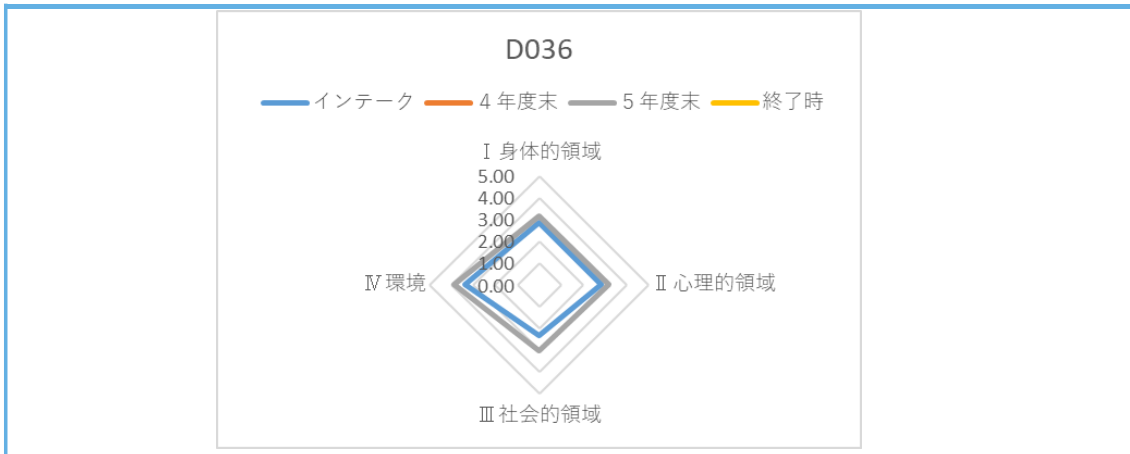 D036
インテーク 4年度末 5年度末 終了時
Ⅰ 身体的領域
5.00
4.00
3.00
2.00
1.00
0.00
Ⅳ 環境
Ⅱ 心理的領域
Ⅲ 社会的領域